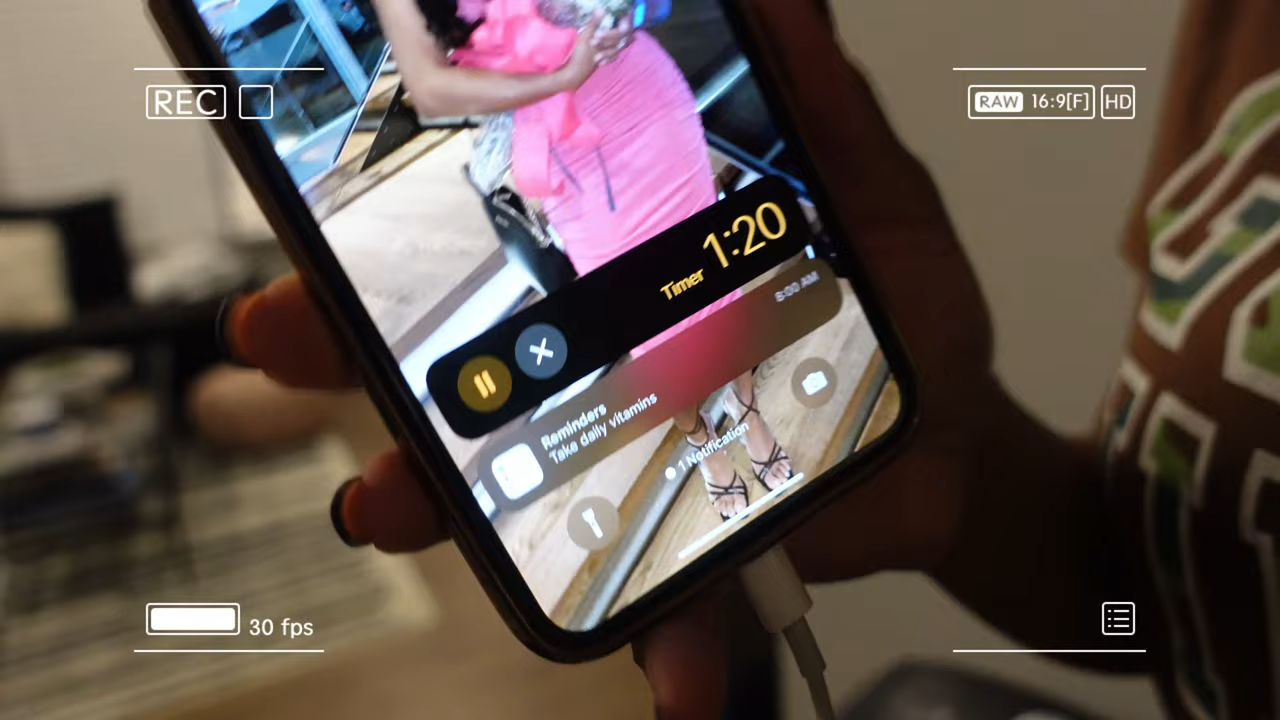 REC
RAW 16:9[F] HD
Timer 1:20
Reminders
8:00 AM
Take daily vitamins
1 Notification
30 fps